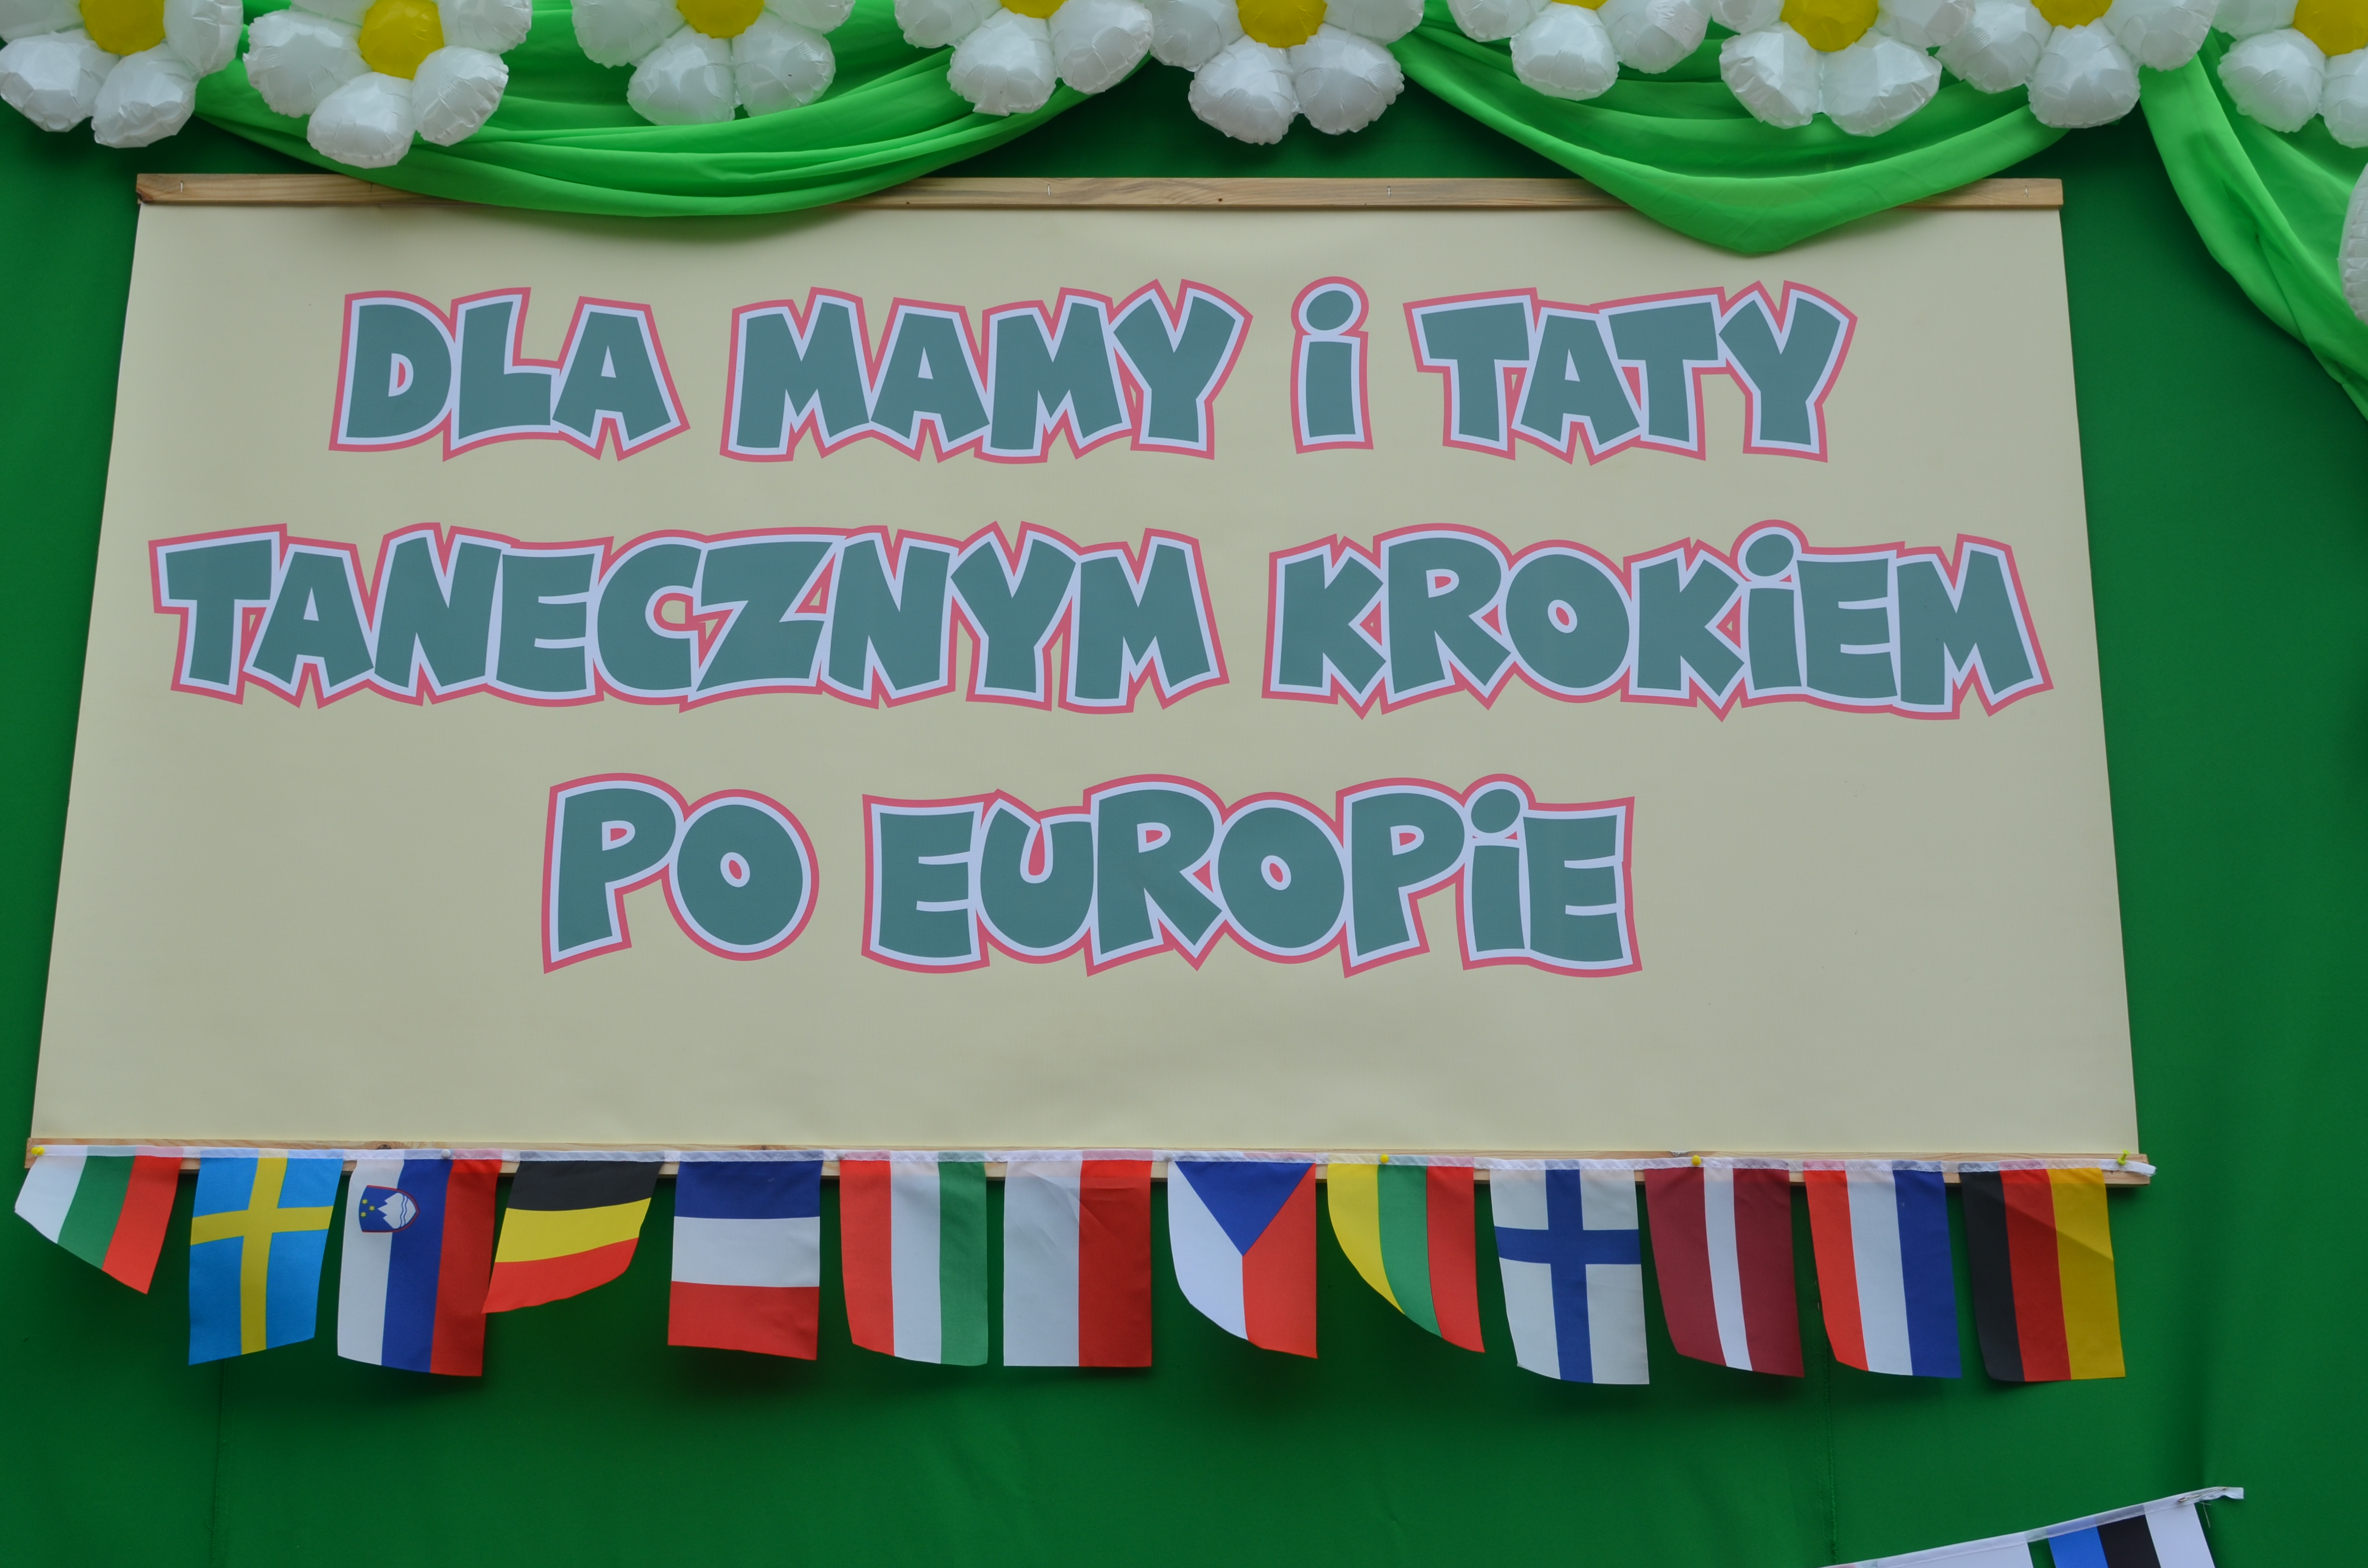 DLA MAMY i TATY
TANECZNYM KROKiEM
PO EUROPiE